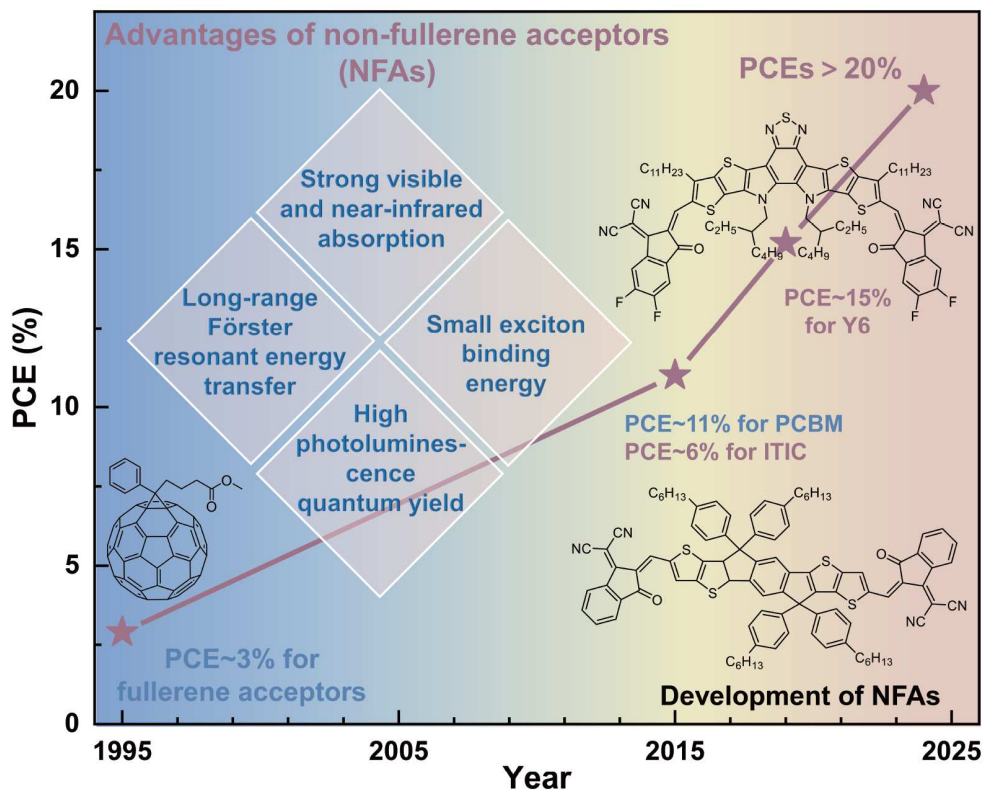 Advantages of non-fullerene acceptors
(NFAs)
PCEs > 20%
Strong visible
and near-infrared
absorption
Long-range
Förster
resonant energy
transfer
Small exciton
binding
energy
High
photolumines-
cence
quantum yield
N
S
N
C₁₁H₂₃
S
S
C₁₁H₂₃
S
N
N
S
NC
CN
C₂H₅
C₄H₉
C₂H₅
C₄H₉
CN
NC
O
O
F
F
F
F
PCE~15%
for Y6
PCE~11% for PCBM
PCE~6% for ITIC
O
O
C₆H₁₃
C₆H₁₃
NC
CN
S
S
S
S
O
O
NC
CN
C₆H₁₃
C₆H₁₃
PCE~3% for
fullerene acceptors
Development of NFAs
PCE (%)
20
15
10
5
0
1995
2005
2015
2025
Year